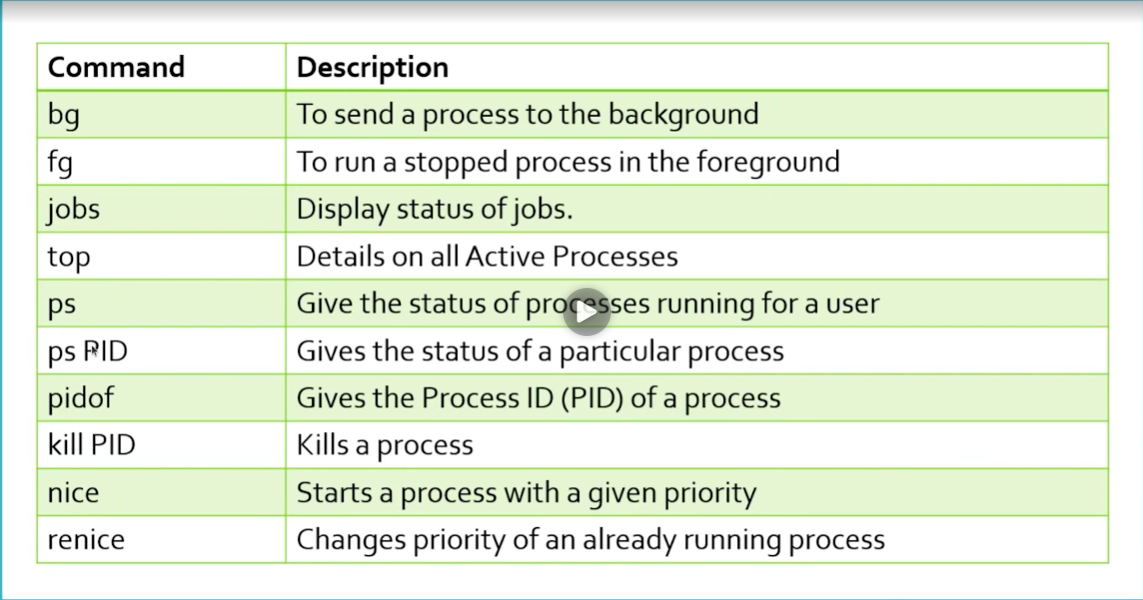 Command Description
bg To send a process to the background
fg To run a stopped process in the foreground
jobs Display status of jobs.
top Details on all Active Processes
ps Give the status of processes running for a user
ps PID Gives the status of a particular process
pidof Gives the Process ID (PID) of a process
kill PID Kills a process
nice Starts a process with a given priority
renice Changes priority of an already running process